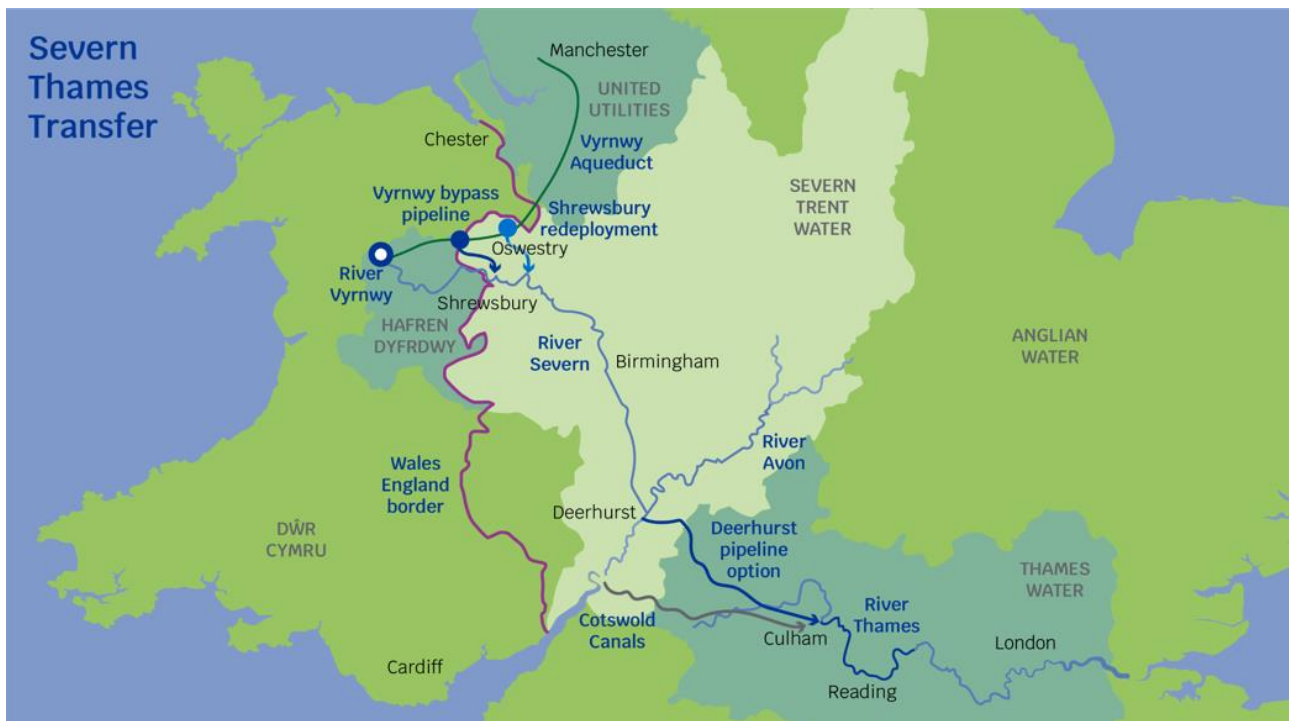 Severn
Thames
Transfer
Manchester
UNITED
UTILITIES
Chester
Vyrnwy
Aqueduct
Vyrnwy bypass
pipeline
Shrewsbury
redeployment
SEVERN
TRENT
WATER
Oswestry
River
Vyrnwy
Shrewsbury
HAFREN
DYFRDWY
River
Severn
Birmingham
ANGLIAN
WATER
River
Avon
Wales
England
border
Deerhurst
Deerhurst
pipeline
option
DŴR
CYMRU
THAMES
WATER
Cotswold
Canals
Culham
River
Thames
London
Cardiff
Reading